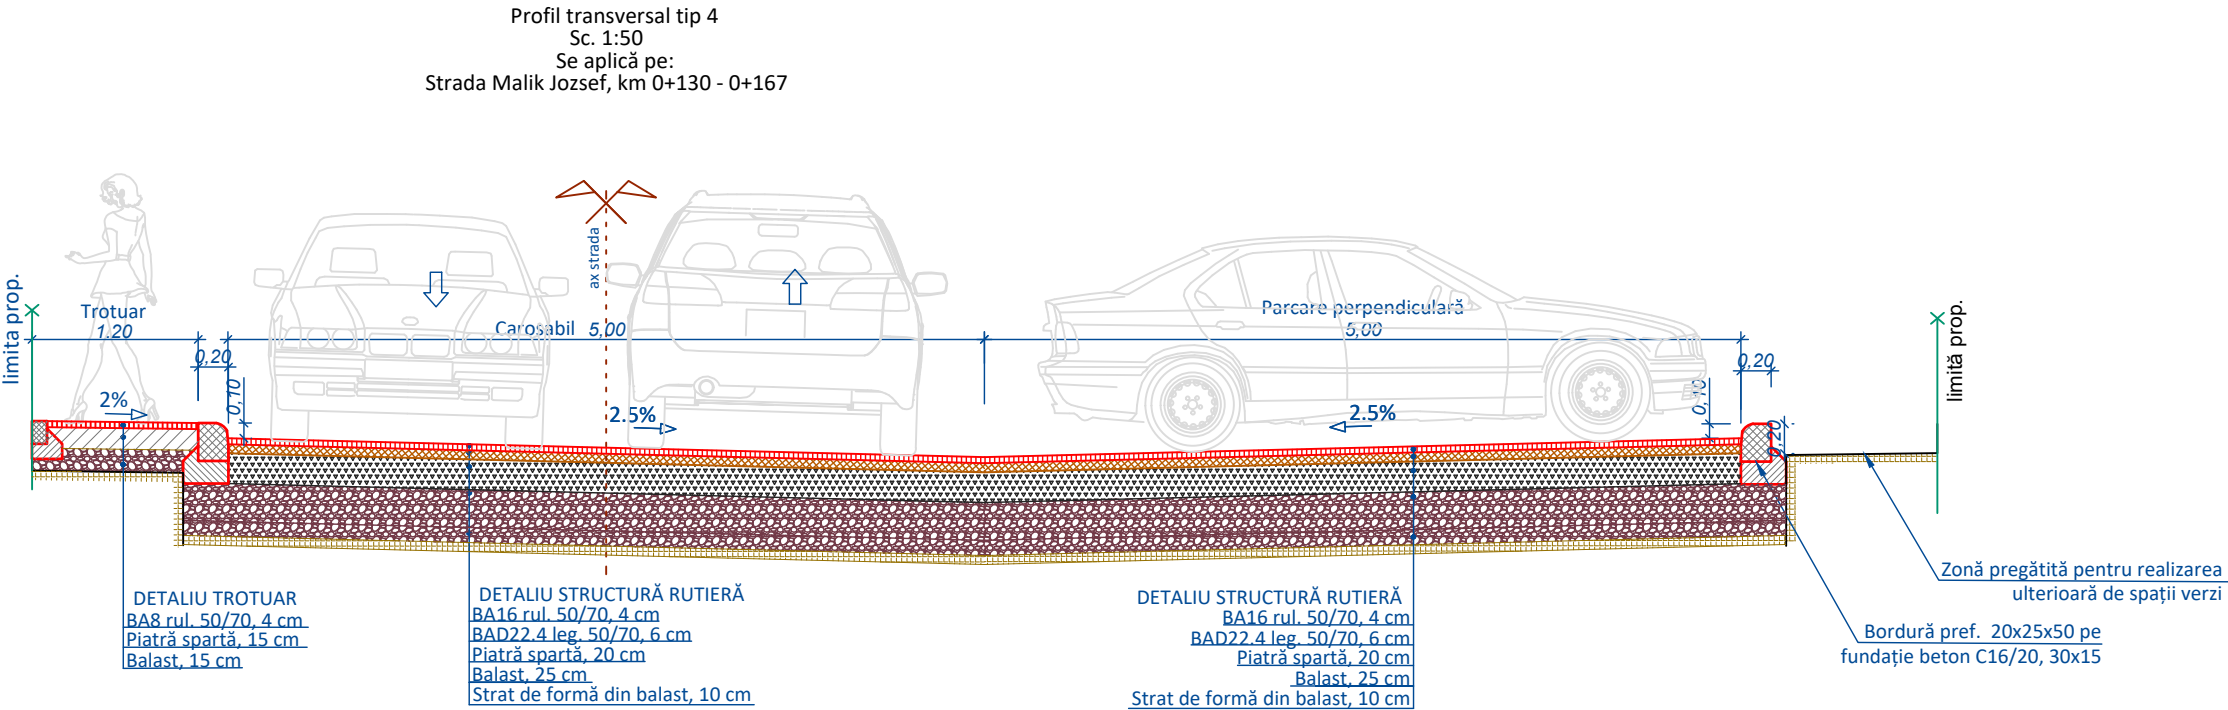 Profil transversal tip 4
Sc. 1:50
Se aplică pe:
Strada Malik Jozsef, km 0+130 - 0+167
limita prop.
Trotuar
1.20
0,20
0,10
2%
Carosabil 5,00
ax strada
2.5%
Parcare perpendiculară
5,00
2.5%
0,10
0,20
0,20
limită prop.
DETALIU TROTUAR
BA8 rul. 50/70, 4 cm
Piatră spartă, 15 cm
Balast, 15 cm
DETALIU STRUCTURĂ RUTIERĂ
BA16 rul. 50/70, 4 cm
BAD22.4 leg. 50/70, 6 cm
Piatră spartă, 20 cm
Balast, 25 cm
Strat de formă din balast, 10 cm
DETALIU STRUCTURĂ RUTIERĂ
BA16 rul. 50/70, 4 cm
BAD22.4 leg. 50/70, 6 cm
Piatră spartă, 20 cm
Balast, 25 cm
Strat de formă din balast, 10 cm
Zonă pregătită pentru realizarea
ulterioară de spații verzi
Bordură pref. 20x25x50 pe
fundație beton C16/20, 30x15